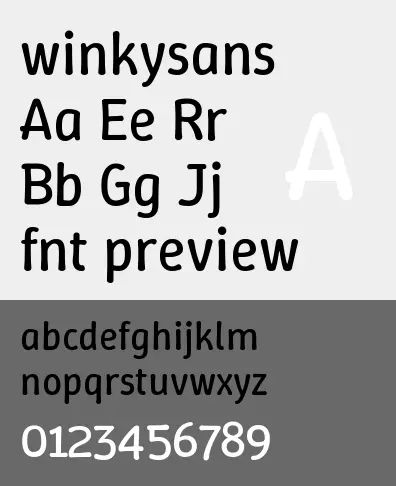 winkysans
Aa Ee Rr
A
Bb Gg Jj
fnt preview
abcdefghijklm
nopqrstuvwxyz
0123456789